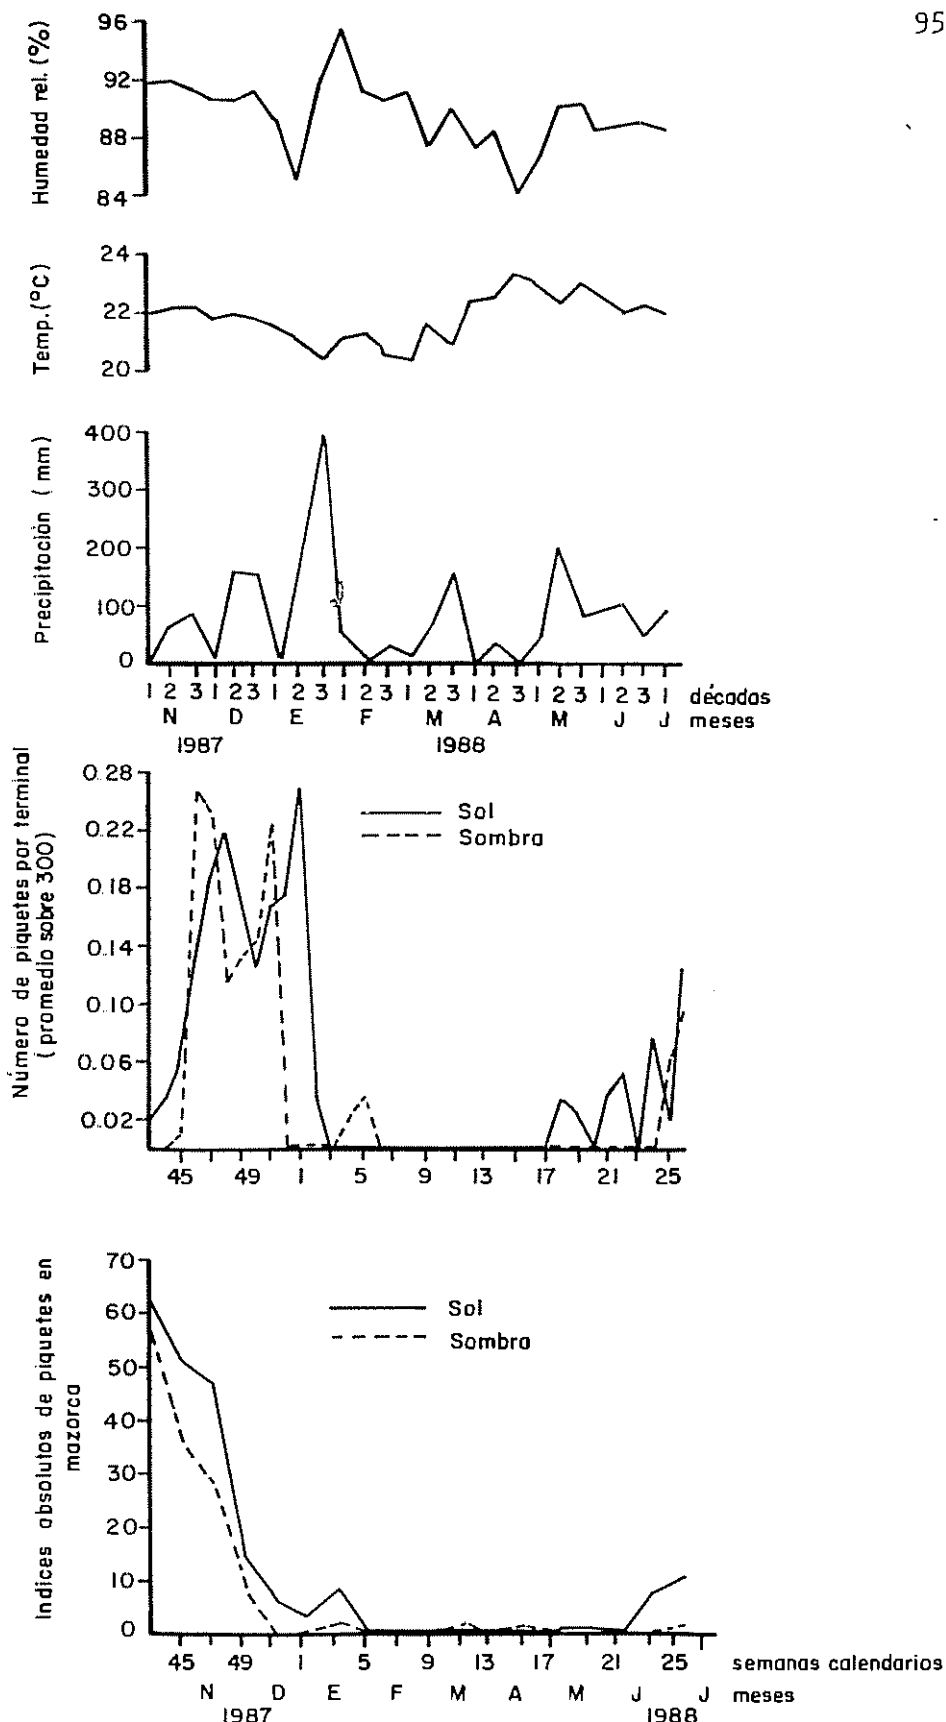 95
Humedad rel. (%)
96
92
88
84
Temp. (°C)
24
22
20
Precipitación (mm)
400
300
200
100
0
1 2 3 1 2 3 1 2 3 1 2 3 1 2 3 1 2 3 1 2 3 1 2 3 1 décadas
N D E F M A M J J meses
1987 1988
Número de piquetes por terminal
(promedio sobre 300)
0.28
0.22
0.18
0.14
0.10
0.06
0.02
Sol
Sombra
45 49 1 5 9 13 17 21 25
Indices absolutos de piquetes en
mazorca
70
60
50
40
30
20
10
0
Sol
Sombra
45 49 1 5 9 13 17 21 25 semanas calendarios
N D E F M A M J J meses
1987 1988